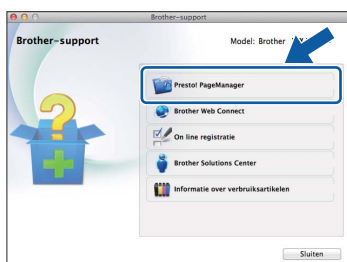 Brother-support
Brother-support
Model: Brother
Presto! PageManager
Brother Web Connect
On line registratie
Brother Solutions Center
Informatie over verbruiksartikelen
Sluiten